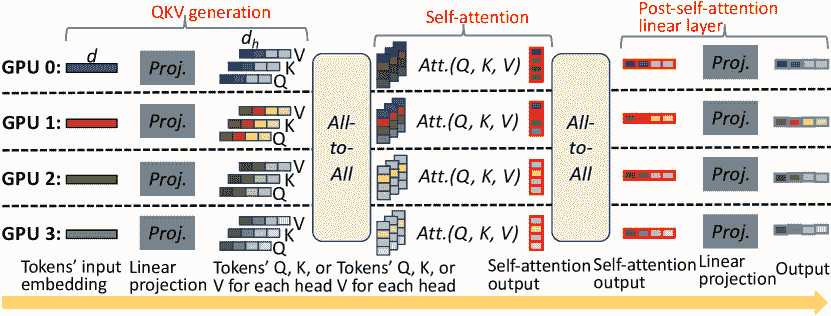 QKV generation
Self-attention
Post-self-attention
linear layer
GPU 0:
d
Proj.
d_h
V
K
Q
All-
to-
All
Att.(Q, K, V)
All-
to-
All
Proj.
GPU 1:
Proj.
V
K
Q
Att.(Q, K, V)
Proj.
GPU 2:
Proj.
V
K
Q
Att.(Q, K, V)
Proj.
GPU 3:
Proj.
V
K
Q
Att.(Q, K, V)
Proj.
Tokens' input
embedding
Linear
projection
Tokens' Q, K, or
V for each head
Tokens' Q, K, or
V for each head
Self-attention
output
Self-attention
output
Linear
projection
Output